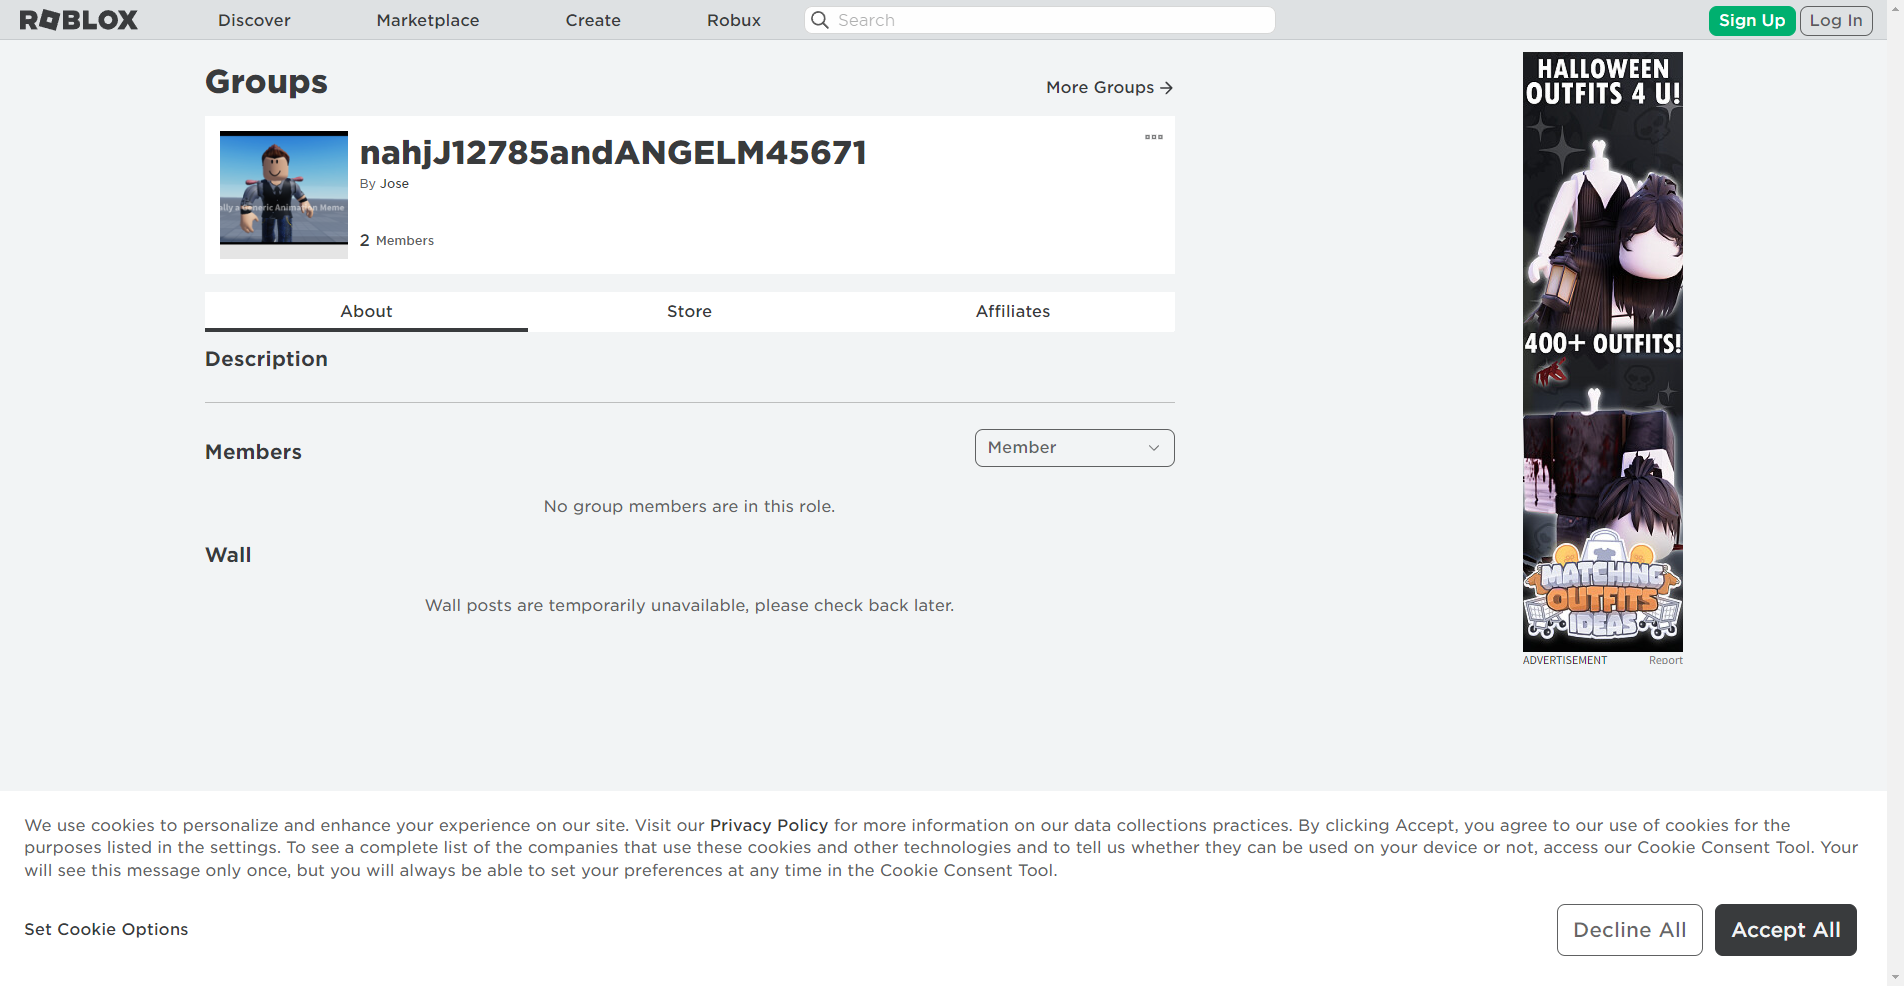 ROBLOX
Discover
Marketplace
Create
Robux
Search
Sign Up
Log In
Groups
More Groups
nahjJ12785andANGELM45671
By Jose
2 Members
About
Store
Affiliates
Description
Members
Member
No group members are in this role.
Wall
Wall posts are temporarily unavailable, please check back later.
HALLOWEEN
OUTFITS 4 U!
400+ OUTFITS!
MATCHING
OUTFITS
IDEAS
ADVERTISEMENT
Report
We use cookies to personalize and enhance your experience on our site. Visit our Privacy Policy for more information on our data collections practices. By clicking Accept, you agree to our use of cookies for the
purposes listed in the settings. To see a complete list of the companies that use these cookies and other technologies and to tell us whether they can be used on your device or not, access our Cookie Consent Tool. Your
will see this message only once, but you will always be able to set your preferences at any time in the Cookie Consent Tool.
Set Cookie Options
Decline All
Accept All